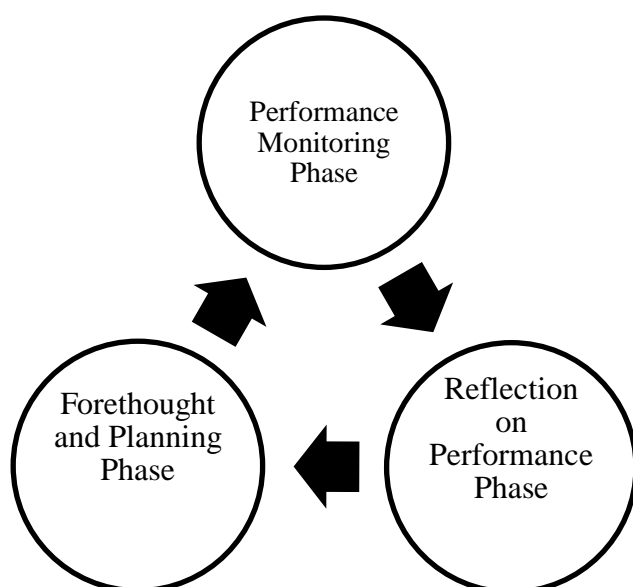 Performance
Monitoring
Phase
Forethought
and Planning
Phase
Reflection
on
Performance
Phase